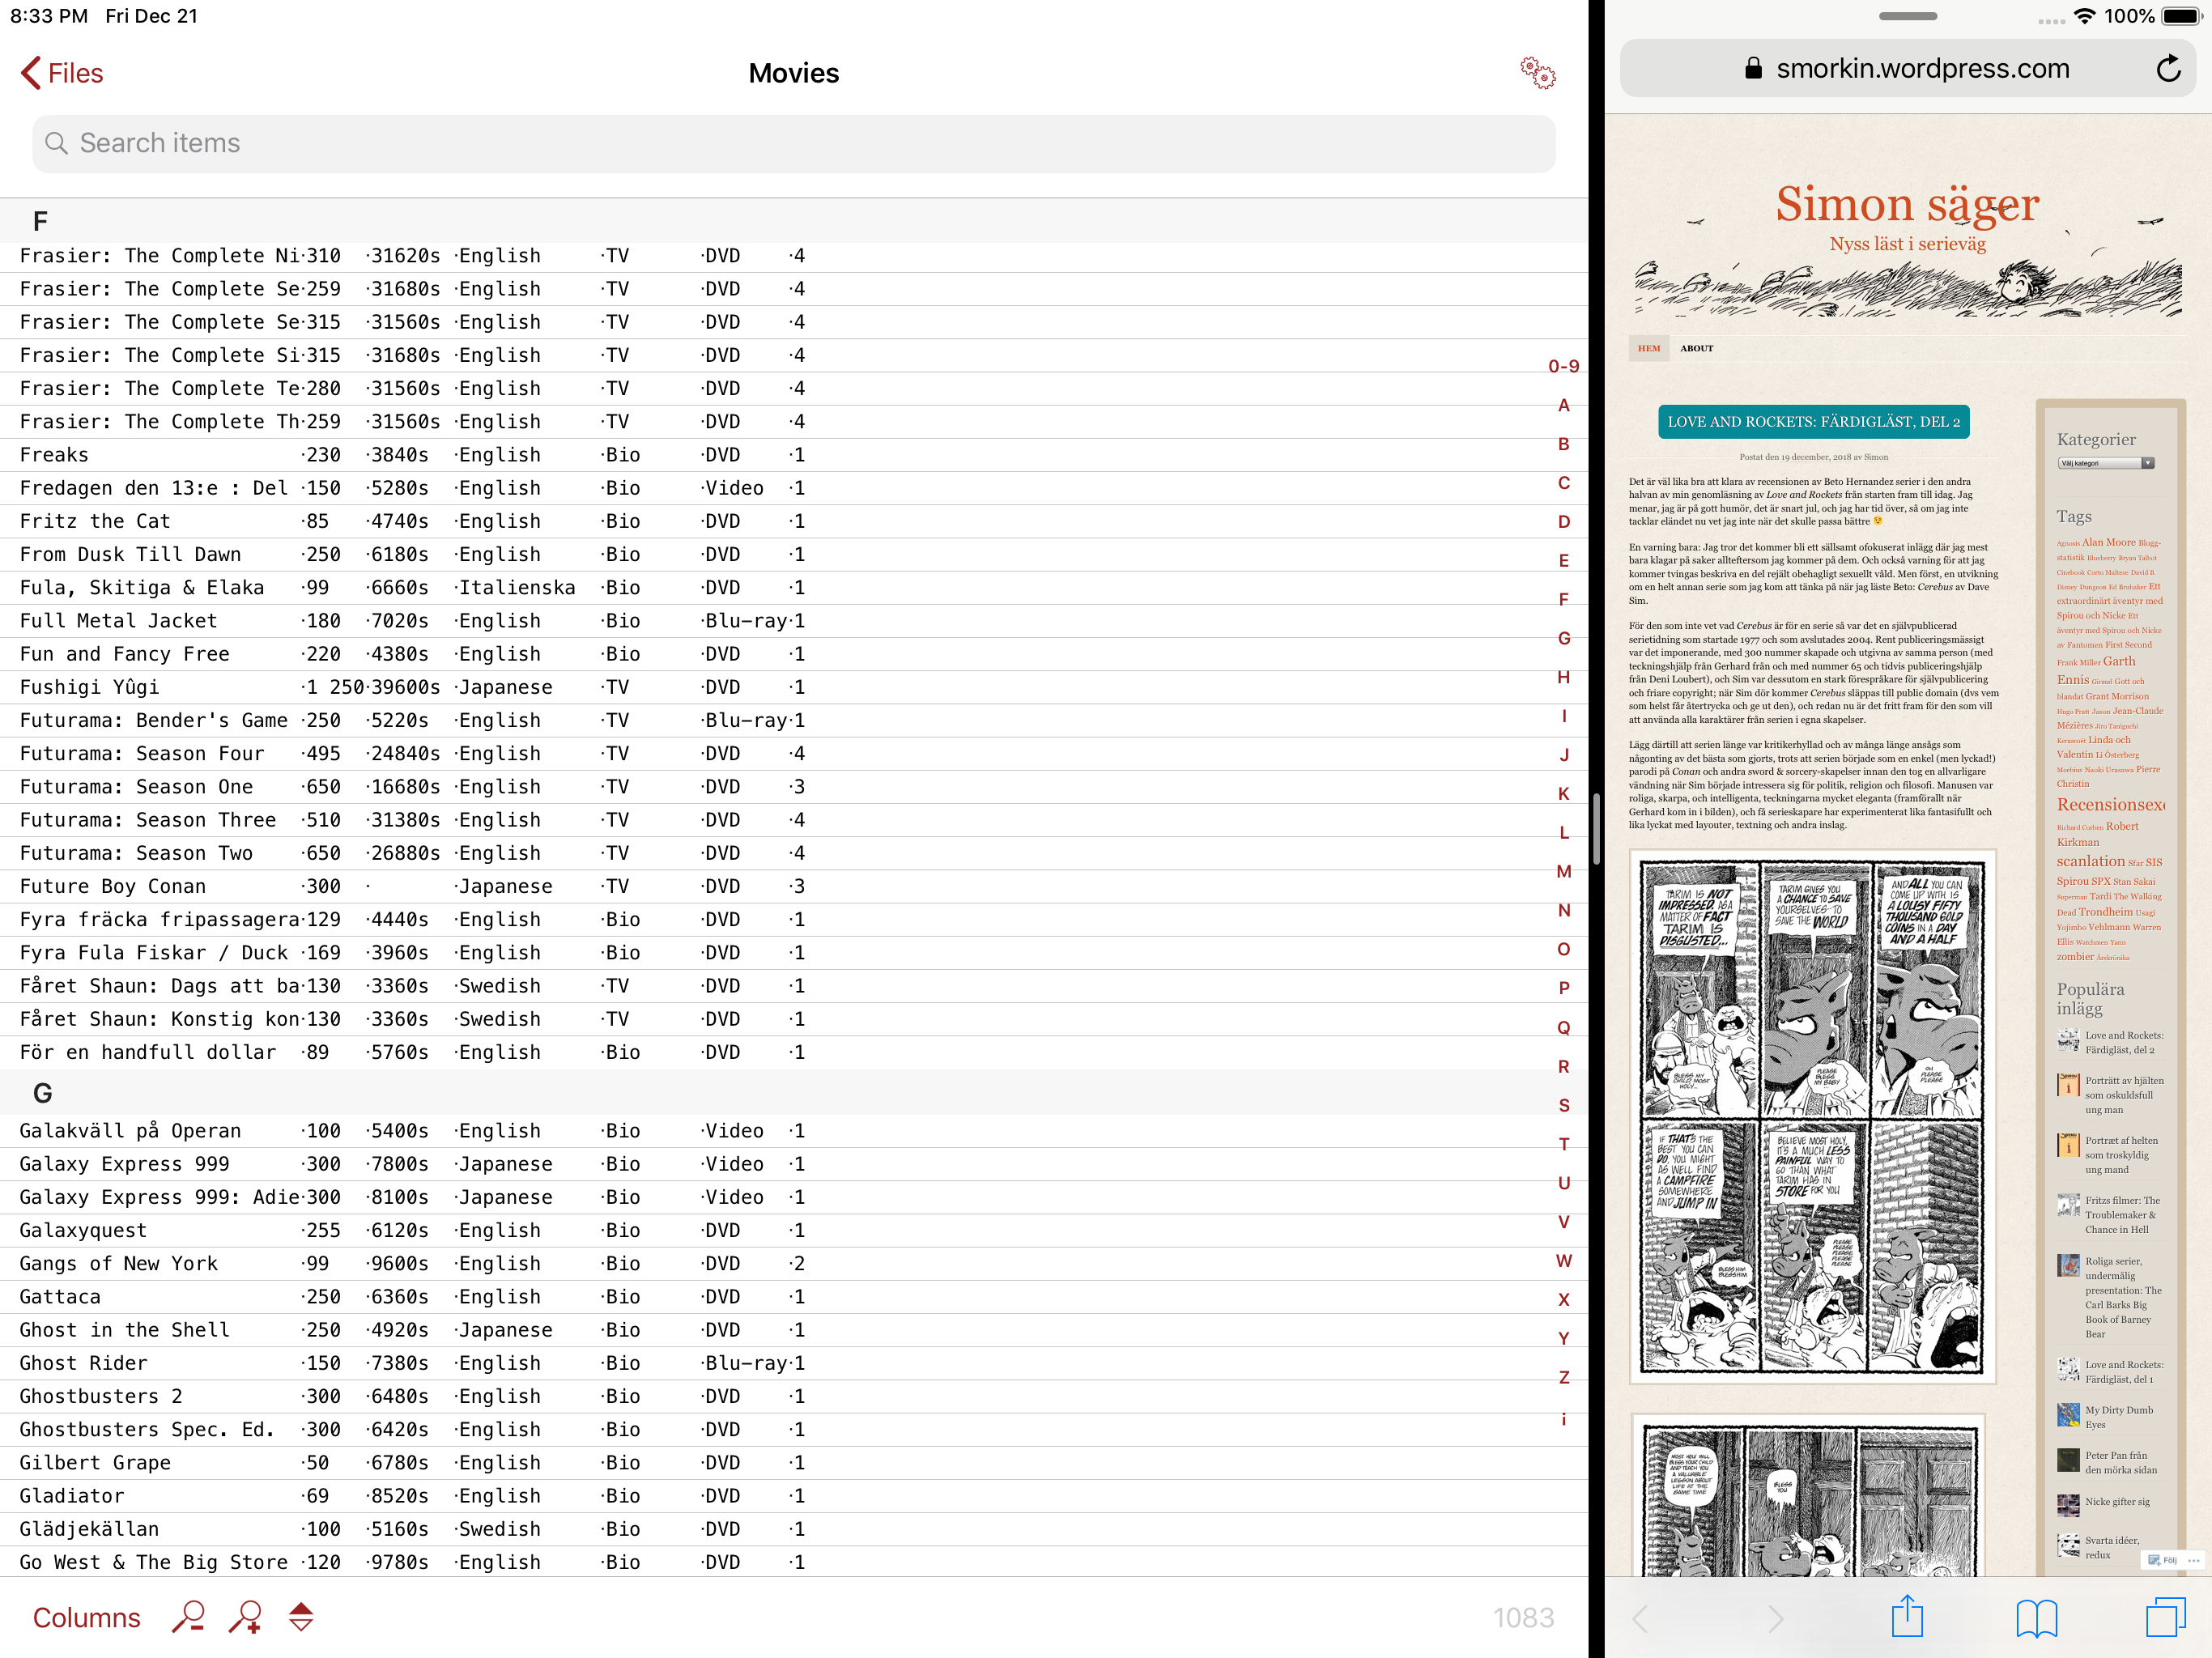 8:33 PM Fri Dec 21
Files
Movies
Search items
F
Frasier: The Complete Ni·310 ·31620s ·English ·TV ·DVD ·4
Frasier: The Complete Se·259 ·31680s ·English ·TV ·DVD ·4
Frasier: The Complete Se·315 ·31560s ·English ·TV ·DVD ·4
Frasier: The Complete Si·315 ·31680s ·English ·TV ·DVD ·4
Frasier: The Complete Te·280 ·31560s ·English ·TV ·DVD ·4
Frasier: The Complete Th·259 ·31560s ·English ·TV ·DVD ·4
Freaks ·230 ·3840s ·English ·Bio ·DVD ·1
Fredagen den 13:e : Del ·150 ·5280s ·English ·Bio ·Video ·1
Fritz the Cat ·85 ·4740s ·English ·Bio ·DVD ·1
From Dusk Till Dawn ·250 ·6180s ·English ·Bio ·DVD ·1
Fula, Skitiga & Elaka ·99 ·6660s ·Italienska ·Bio ·DVD ·1
Full Metal Jacket ·180 ·7020s ·English ·Bio ·Blu-ray·1
Fun and Fancy Free ·220 ·4380s ·English ·Bio ·DVD ·1
Fushigi Yûgi ·1 250·39600s ·Japanese ·TV ·DVD ·1
Futurama: Bender's Game ·250 ·5220s ·English ·TV ·Blu-ray·1
Futurama: Season Four ·495 ·24840s ·English ·TV ·DVD ·4
Futurama: Season One ·650 ·16680s ·English ·TV ·DVD ·3
Futurama: Season Three ·510 ·31380s ·English ·TV ·DVD ·4
Futurama: Season Two ·650 ·26880s ·English ·TV ·DVD ·4
Future Boy Conan ·300 · ·Japanese ·TV ·DVD ·3
Fyra fräcka fripassagera·129 ·4440s ·English ·Bio ·DVD ·1
Fyra Fula Fiskar / Duck ·169 ·3960s ·English ·Bio ·DVD ·1
Fåret Shaun: Dags att ba·130 ·3360s ·Swedish ·TV ·DVD ·1
Fåret Shaun: Konstig kon·130 ·3360s ·Swedish ·TV ·DVD ·1
För en handfull dollar ·89 ·5760s ·English ·Bio ·DVD ·1
G
Galakväll på Operan ·100 ·5400s ·English ·Bio ·Video ·1
Galaxy Express 999 ·300 ·7800s ·Japanese ·Bio ·Video ·1
Galaxy Express 999: Adie·300 ·8100s ·Japanese ·Bio ·Video ·1
Galaxyquest ·255 ·6120s ·English ·Bio ·DVD ·1
Gangs of New York ·99 ·9600s ·English ·Bio ·DVD ·2
Gattaca ·250 ·6360s ·English ·Bio ·DVD ·1
Ghost in the Shell ·250 ·4920s ·Japanese ·Bio ·DVD ·1
Ghost Rider ·150 ·7380s ·English ·Bio ·Blu-ray·1
Ghostbusters 2 ·300 ·6480s ·English ·Bio ·DVD ·1
Ghostbusters Spec. Ed. ·300 ·6420s ·English ·Bio ·DVD ·1
Gilbert Grape ·50 ·6780s ·English ·Bio ·DVD ·1
Gladiator ·69 ·8520s ·English ·Bio ·DVD ·1
Glädjekällan ·100 ·5160s ·Swedish ·Bio ·DVD ·1
Go West & The Big Store ·120 ·9780s ·English ·Bio ·DVD ·1
0-9
A
B
C
D
E
F
G
H
I
J
K
L
M
N
O
P
Q
R
S
T
U
V
W
X
Y
Z
i
Columns
1083
100%
smorkin.wordpress.com
Simon säger
Nyss läst i serieväg
HEM ABOUT
LOVE AND ROCKETS: FÄRDIGLÄST, DEL 2
Postat den 19 december, 2018 av Simon
Det är väl lika bra att klara av recensionen av Beto Hernandez serier i den andra
halvan av min genomläsning av Love and Rockets från starten fram till idag. Jag
menar, jag är på gott humör, det är snart jul, och jag har tid över, så om jag inte
tacklar eländet nu vet jag inte när det skulle passa bättre 😉
En varning bara: Jag tror det kommer bli ett sällsamt ofokuserat inlägg där jag mest
bara klagar på saker allteftersom jag kommer på dem. Och också varning för att jag
kommer tvingas beskriva en del rejält obehagligt sexuellt våld. Men först, en utvikning
om en helt annan serie som jag kom att tänka på när jag läste Beto: Cerebus av Dave
Sim.
För den som inte vet vad Cerebus är för en serie så var det en självpublicerad
serietidning som startade 1977 och som avslutades 2004. Rent publiceringsmässigt
var det imponerande, med 300 nummer skapade och utgivna av samma person (med
teckningshjälp från Gerhard från och med nummer 65 och tidvis publiceringshjälp
från Deni Loubert), och Sim var dessutom en stark förespråkare för självpublicering
och friare copyright; när Sim dör kommer Cerebus släppas till public domain (dvs vem
som helst får återtrycka och ge ut den), och redan nu är det fritt fram för den som vill
att använda alla karaktärer från serien i egna skapelser.
Lägg därtill att serien länge var kritikerhyllad och av många länge ansågs som
någonting av det bästa som gjorts, trots att serien började som en enkel (men lyckad!)
parodi på Conan och andra sword & sorcery-skapelser innan den tog en allvarligare
vändning när Sim började intressera sig för politik, religion och filosofi. Manusen var
roliga, skarpa, och intelligenta, teckningarna mycket eleganta (framförallt när
Gerhard kom in i bilden), och få serieskapare har experimenterat lika fantasifullt och
lika lyckat med layouter, textning och andra inslag.
TARIM IS NOT
IMPRESSED. AS A
MATTER OF FACT
TARIM IS
DISGUSTED...
BLESS MY
CHILD, MOST
HOLY...
TARIM GIVES YOU
A CHANCE TO SAVE
YOURSELVES- TO
SAVE THE WORLD
PLEASE
BLESS
MY BABY
AND ALL YOU CAN
COME UP WITH IS
A LOUSY FIFTY
THOUSAND GOLD
COINS IN A DAY
AND A HALF
OH
PLEASE
PLEASE
IF THAT'S THE
BEST YOU CAN
DO, YOU MIGHT
AS WELL FIND
A CAMPFIRE
SOMEWHERE
AND JUMP IN
BLESS HIM
BLESS HIM
BELIEVE MOST HOLY,
IT'S A MUCH LESS
PAINFUL WAY TO
GO THAN WHAT
TARIM HAS IN
STORE FOR YOU
PLEASE
PLEASE
PLEASE
PLEASE
PLEASE
MOST HOLY WILL
BLESS YOUR CHILD
AND TEACH YOU
A VALUABLE
LESSON ABOUT
LIFE AT THE
SAME TIME
BLESS
YOU
Kategorier
Välj kategori
Tags
Agnosis Alan Moore Blogg-
statistik Blueberry Bryan Talbot
Cinebook Corto Maltese David B.
Disney Dungeon Ed Brubaker Ett
extraordinärt äventyr med
Spirou och Nicke Ett
äventyr med Spirou och Nicke
av Fantomen First Second
Frank Miller Garth
Ennis Giraud Gott och
blandat Grant Morrison
Hugo Pratt Jason Jean-Claude
Mézières Jiro Taniguchi
Kerascoët Linda och
Valentin Li Österberg
Moebius Naoki Urasawa Pierre
Christin
Recensionsex
Richard Corben Robert
Kirkman
scanlation Sfar SIS
Spirou SPX Stan Sakai
Superman Tardi The Walking
Dead Trondheim Usagi
Yojimbo Vehlmann Warren
Ellis Watchmen Yann
zombier Årskrönika
Populära
inlägg
Love and Rockets:
Färdigläst, del 2
Porträtt av hjälten
som oskuldsfull
ung man
Portræt af helten
som troskyldig
ung mand
Fritzs filmer: The
Troublemaker &
Chance in Hell
Roliga serier,
undermålig
presentation: The
Carl Barks Big
Book of Barney
Bear
Love and Rockets:
Färdigläst, del 1
My Dirty Dumb
Eyes
Peter Pan från
den mörka sidan
Nicke gifter sig
Svarta idéer,
redux
Följ